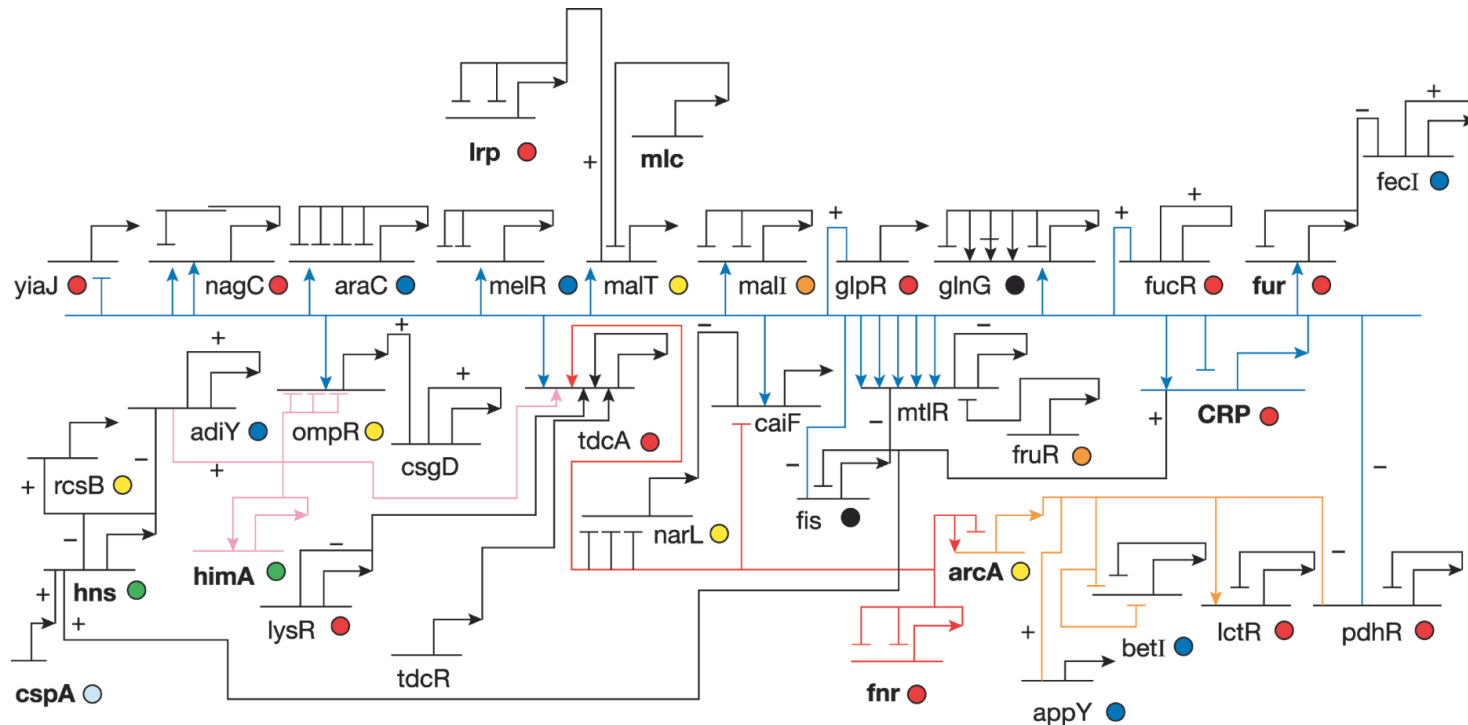 +
−
+
lrp
mlc
fecI
+
+
+
yiaJ
nagC
araC
melR
malT
malI
glpR
glnG
fucR
fur
+
+
−
−
+
adiY
ompR
csgD
tdcA
caiF
mtlR
fruR
CRP
−
−
+
+
rcsB
+
−
−
narL
fis
−
−
hns
himA
lysR
arcA
−
+
+
cspA
tdcR
fnr
+
appY
betI
lctR
pdhR